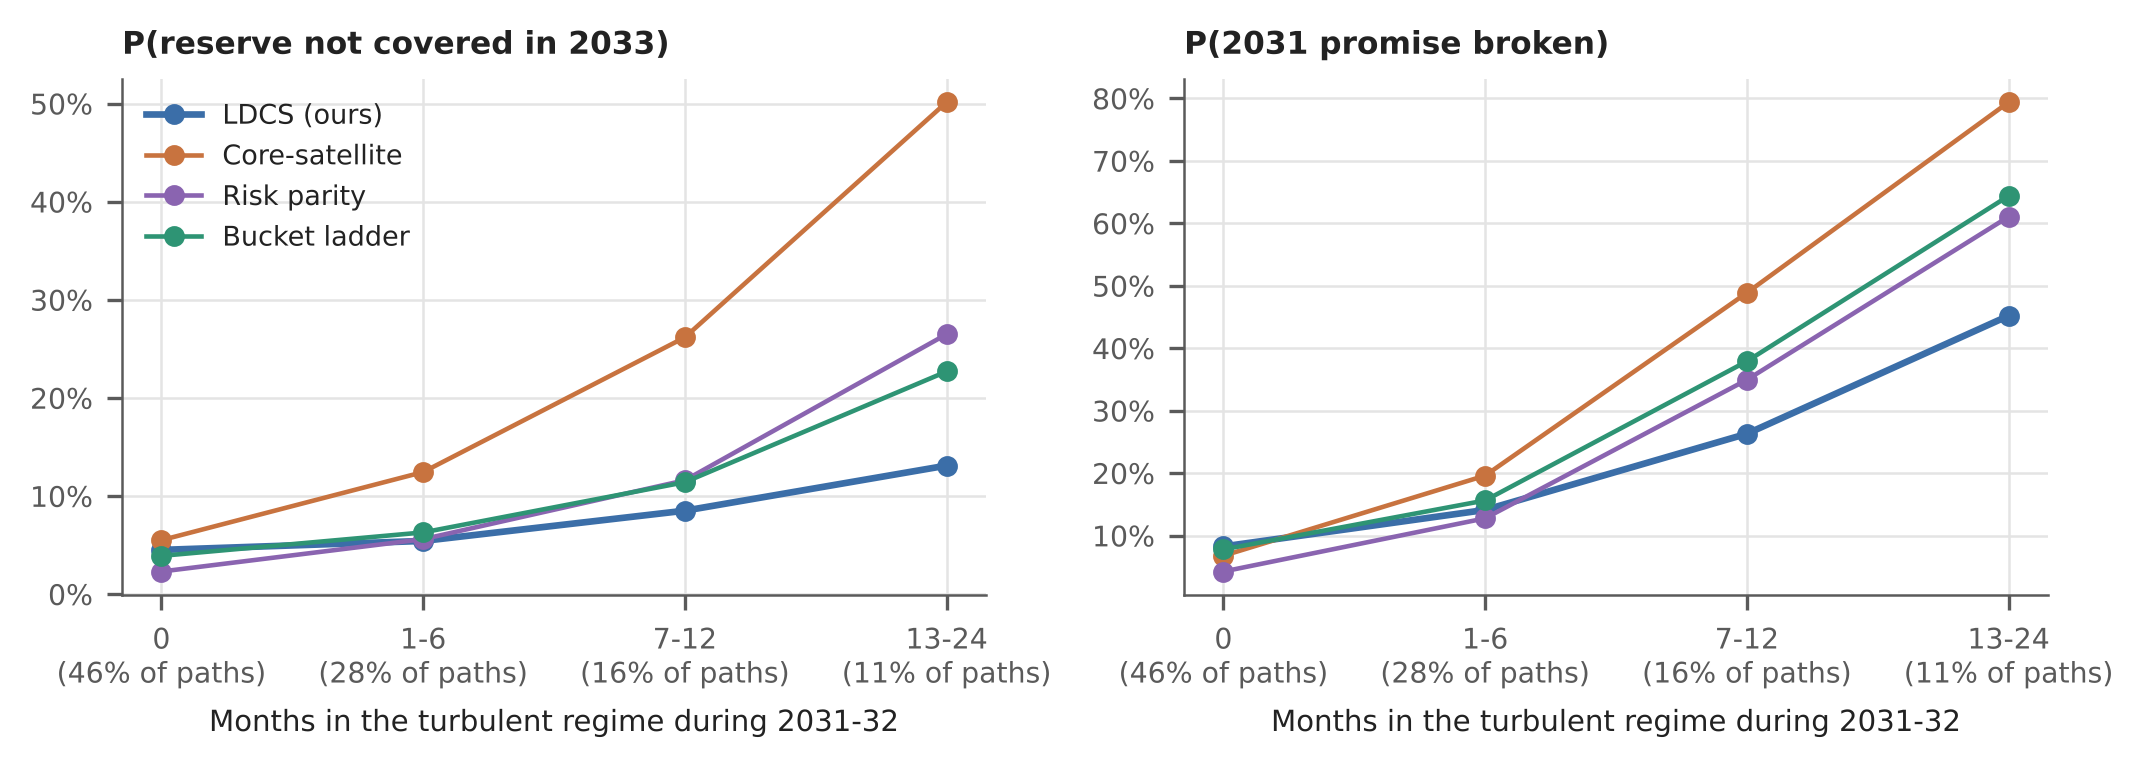 P(reserve not covered in 2033)
50%
40%
30%
20%
10%
0%
LDCS (ours)
Core-satellite
Risk parity
Bucket ladder
0
(46% of paths)
1-6
(28% of paths)
7-12
(16% of paths)
13-24
(11% of paths)
Months in the turbulent regime during 2031-32
P(2031 promise broken)
80%
70%
60%
50%
40%
30%
20%
10%
0
(46% of paths)
1-6
(28% of paths)
7-12
(16% of paths)
13-24
(11% of paths)
Months in the turbulent regime during 2031-32